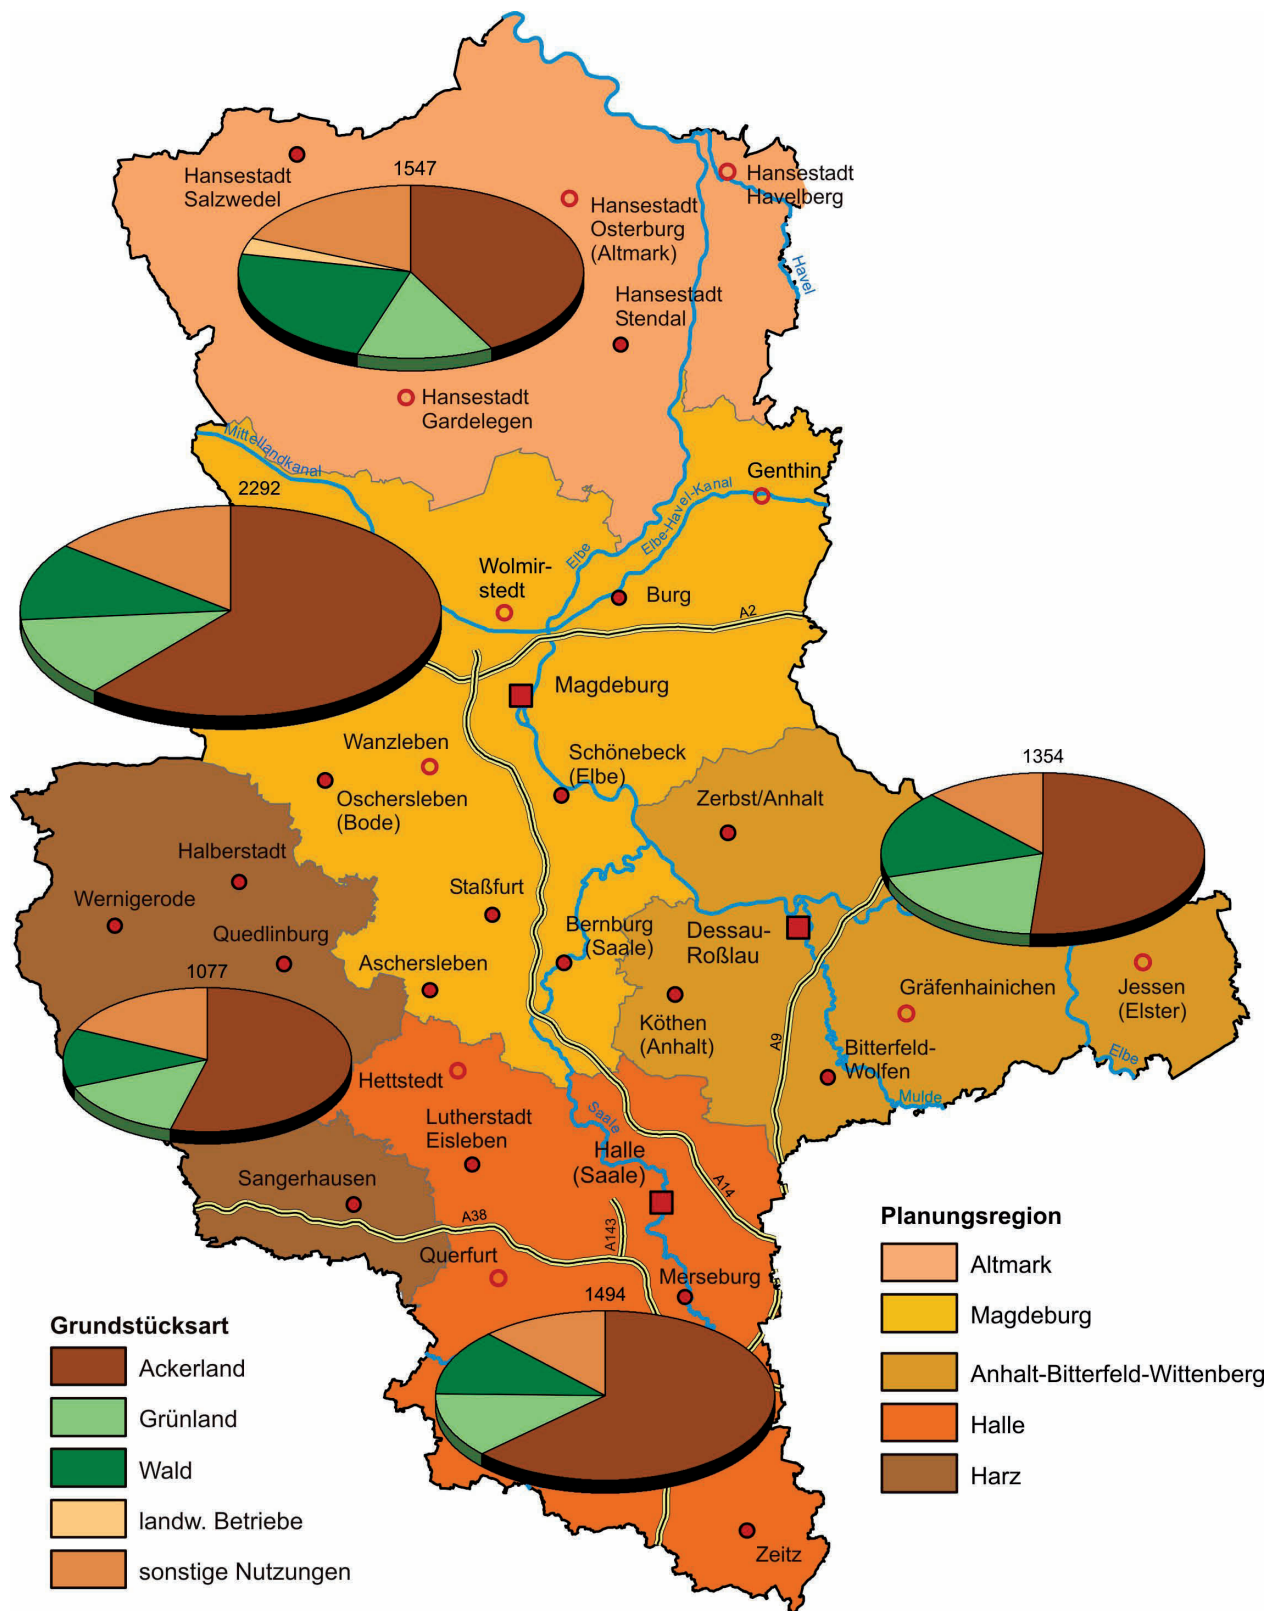 Hansestadt
Salzwedel
1547
Hansestadt
Havelberg
Hansestadt
Osterburg
(Altmark)
Havel
Hansestadt
Stendal
Hansestadt
Gardelegen
Mittellandkanal
2292
Genthin
Elbe-Havel-Kanal
Elbe
Wolmir-
stedt
Burg
A2
Magdeburg
Wanzleben
Schönebeck
(Elbe)
1354
Oschersleben
(Bode)
Zerbst/Anhalt
Halberstadt
Wernigerode
Staßfurt
Quedlinburg
Bernburg
(Saale)
Dessau-
Roßlau
Aschersleben
1077
Gräfenhainichen
Jessen
(Elster)
Köthen
(Anhalt)
A9
Bitterfeld-
Wolfen
Elbe
Mulde
Hettstedt
Lutherstadt
Eisleben
Saale
Halle
(Saale)
Sangerhausen
A14
A38
A143
Querfurt
Merseburg
1494
Zeitz
Planungsregion
Altmark
Magdeburg
Anhalt-Bitterfeld-Wittenberg
Halle
Harz
Grundstücksart
Ackerland
Grünland
Wald
landw. Betriebe
sonstige Nutzungen